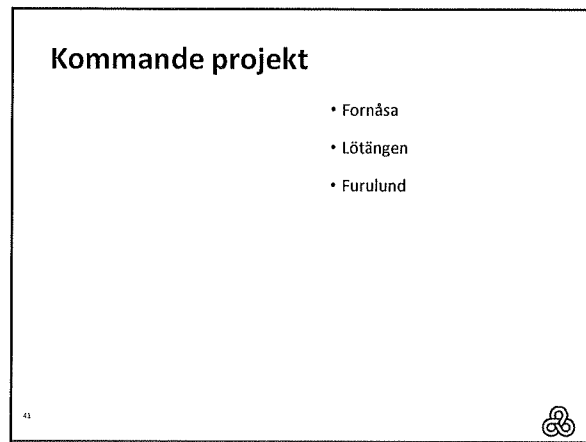 Kommande projekt
• Fornåsa
• Lötängen
• Furulund
41